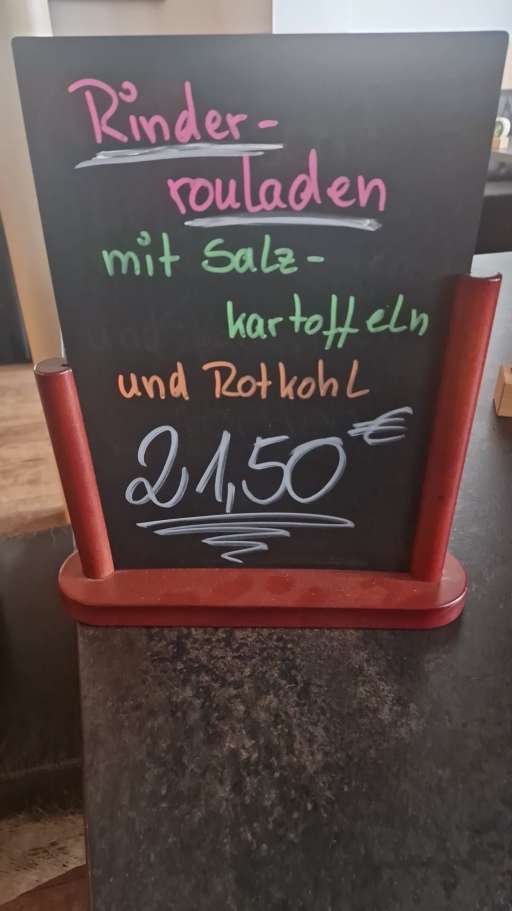 Rinder-
rouladen
mit Salz-
kartoffeln
und Rotkohl
21,50 €